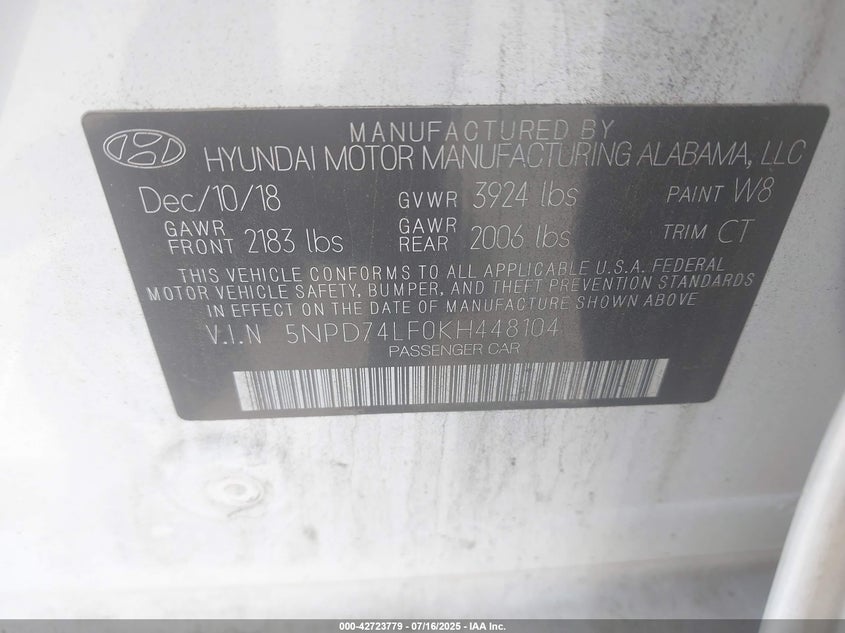 MANUFACTURED BY
HYUNDAI MOTOR MANUFACTURING ALABAMA, LLC
Dec/10/18 GVWR 3924 lbs PAINT W8
GAWR FRONT 2183 lbs GAWR REAR 2006 lbs TRIM CT
THIS VEHICLE CONFORMS TO ALL APPLICABLE U.S.A. FEDERAL
MOTOR VEHICLE SAFETY, BUMPER, AND THEFT PREVENTION STANDARDS
IN EFFECT ON THE DATE OF MANUFACTURE SHOWN ABOVE
V.I.N 5NPD74LF0KH448104
PASSENGER CAR
000-42723779 - 07/16/2025 - IAA Inc.